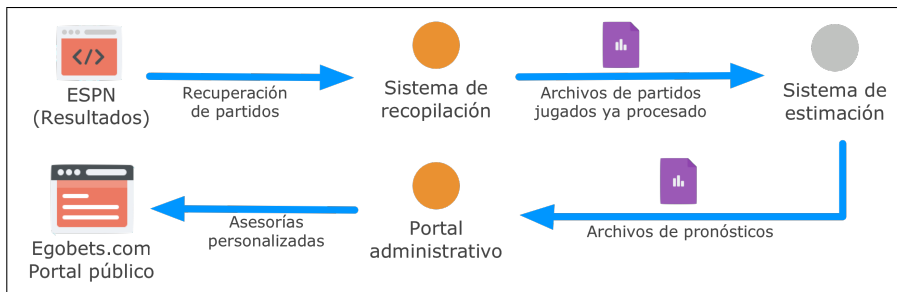 ESPN
(Resultados)
Recuperación
de partidos
Sistema de
recopilación
Archivos de partidos
jugados ya procesado
Sistema de
estimación
Egobets.com
Portal público
Asesorías
personalizadas
Portal
administrativo
Archivos de pronósticos